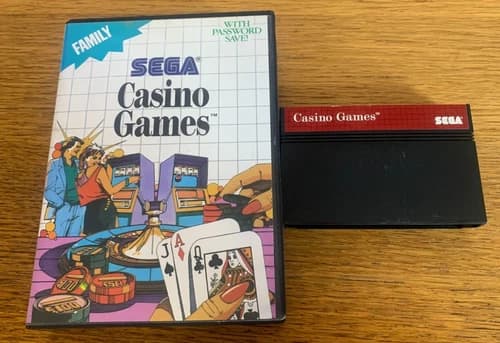 FAMILY
WITH
PASSWORD
SAVE!
SEGA®
Casino
Games™
J
A
Q
Casino Games™
SEGA